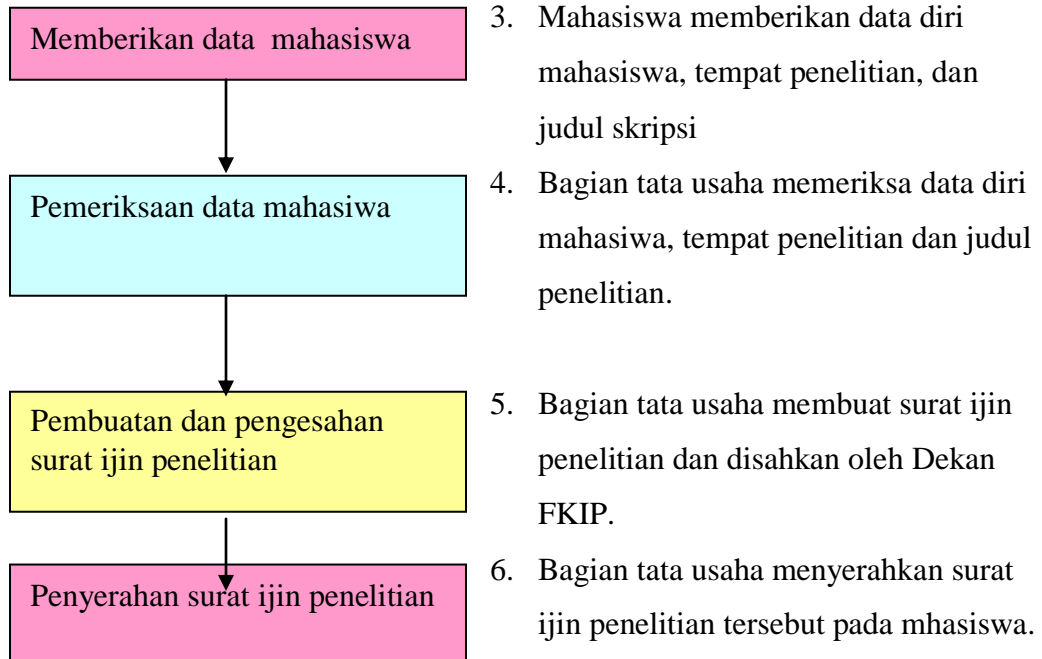 Memberikan data mahasiswa
3. Mahasiswa memberikan data diri
mahasiswa, tempat penelitian, dan
judul skripsi
Pemeriksaan data mahasiwa
4. Bagian tata usaha memeriksa data diri
mahasiwa, tempat penelitian dan judul
penelitian.
Pembuatan dan pengesahan
surat ijin penelitian
5. Bagian tata usaha membuat surat ijin
penelitian dan disahkan oleh Dekan
FKIP.
Penyerahan surat ijin penelitian
6. Bagian tata usaha menyerahkan surat
ijin penelitian tersebut pada mhasiswa.